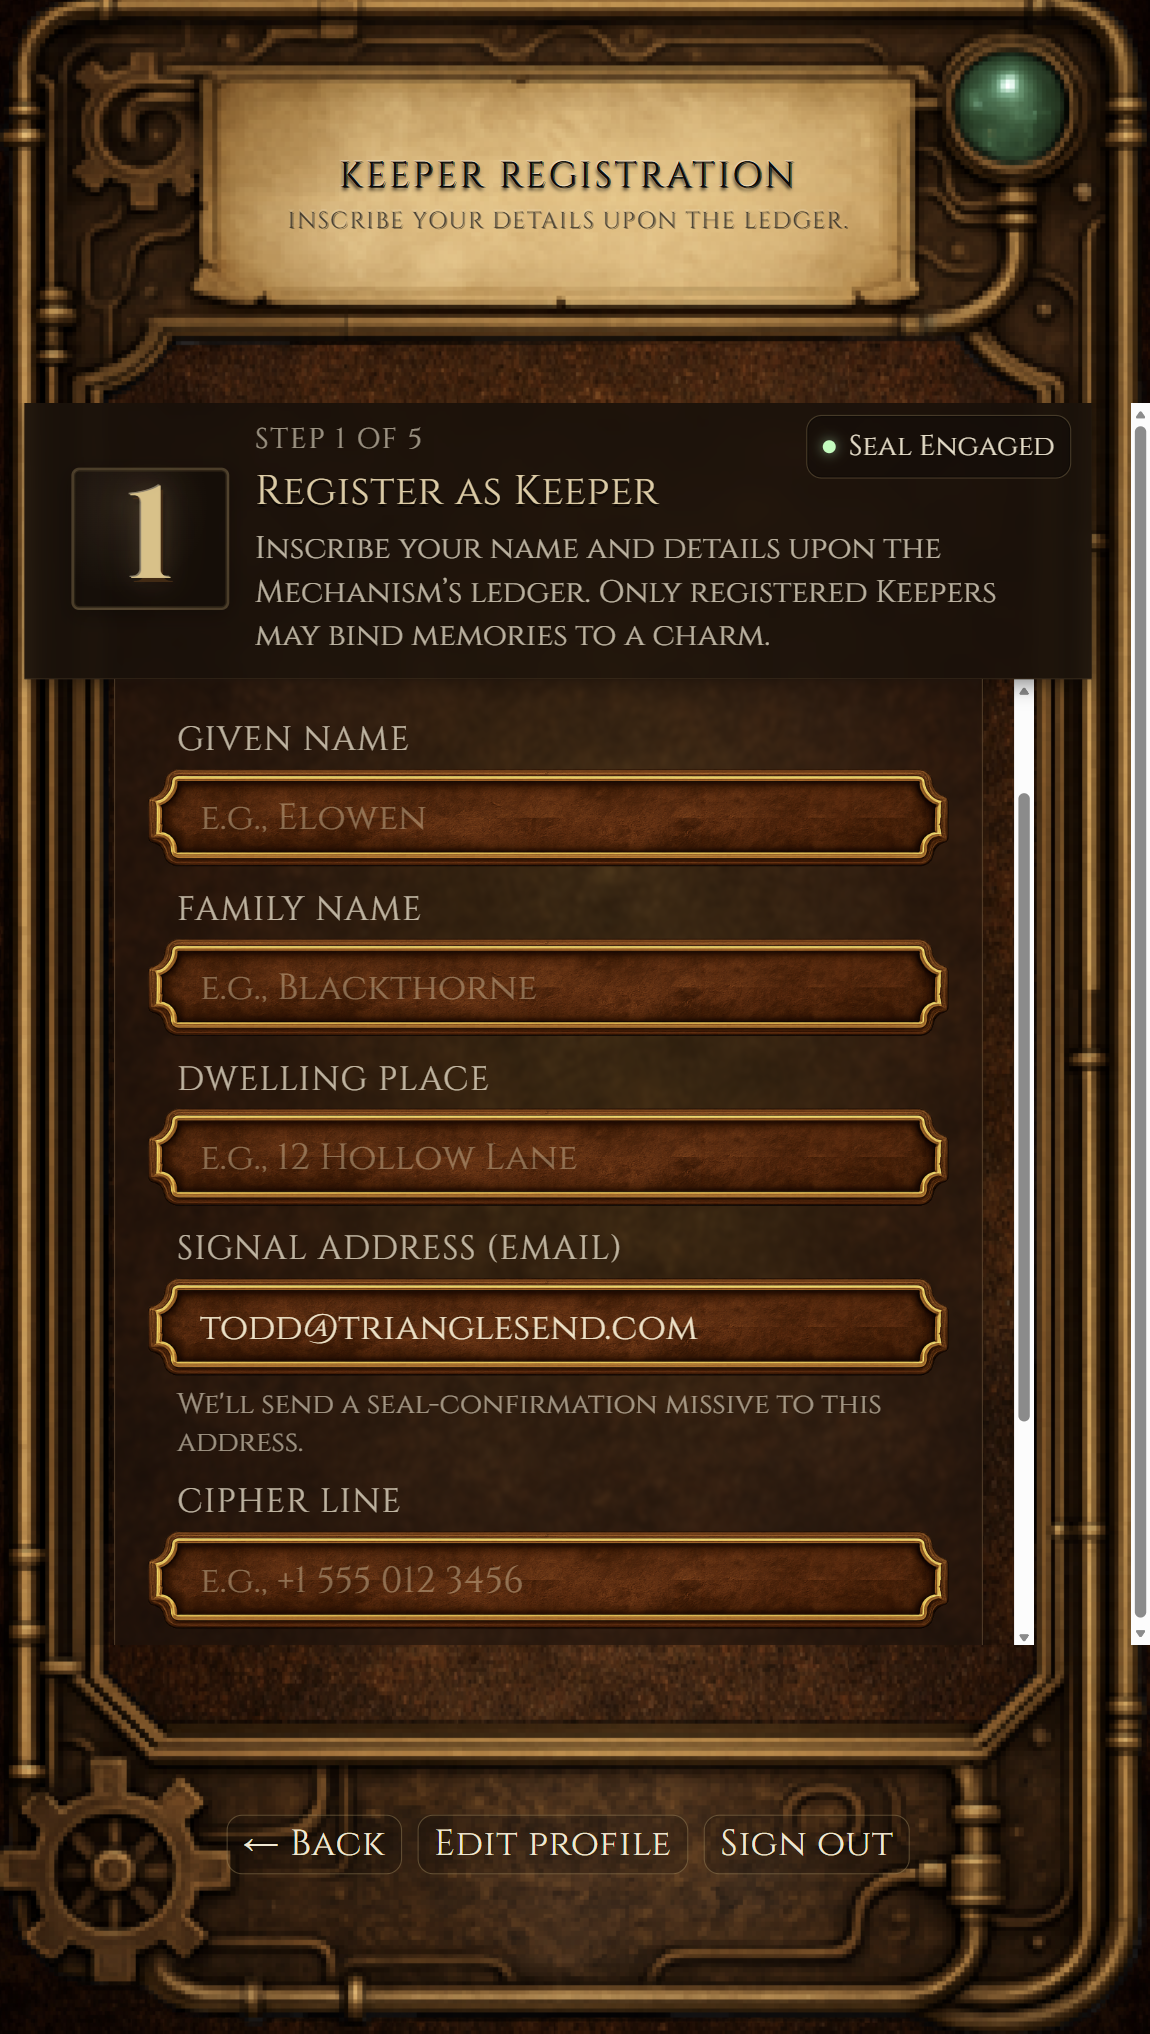 KEEPER REGISTRATION
INSCRIBE YOUR DETAILS UPON THE LEDGER.
STEP 1 OF 5
Seal Engaged
1
Register as Keeper
Inscribe your name and details upon the
Mechanism's ledger. Only registered Keepers
may bind memories to a charm.
GIVEN NAME
e.g., Elowen
FAMILY NAME
e.g., Blackthorne
DWELLING PLACE
e.g., 12 Hollow Lane
SIGNAL ADDRESS (EMAIL)
todd@trianglesend.com
We'll send a seal-confirmation missive to this
address.
CIPHER LINE
e.g., +1 555 012 3456
← Back
Edit profile
Sign out